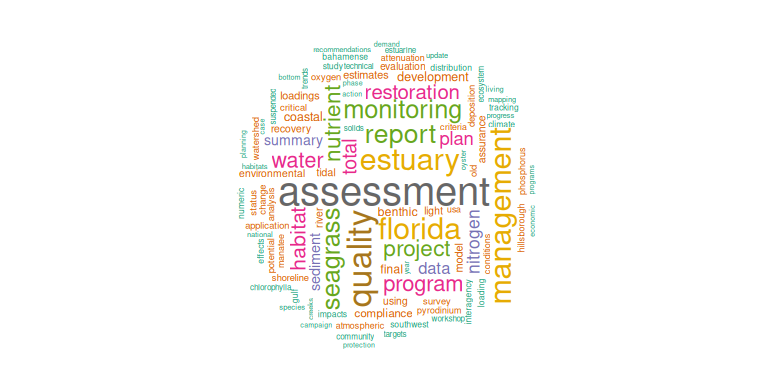 demand
recommendations
estuarine
bahamense
attenuation
update
study
technical
evaluation
distribution
trends
bottom
oxygen
estimates
development
ecosystem
phase
living
action
restoration
loadings
suspended
nutrient
monitoring
deposition
mapping
critical
tracking
coastal
progress
solids
report
criteria
climate
recovery
case
watershed
planning
summary
total
plan
assurance
management
water
estuary
oyster
old
phosphorus
habitats
environmental
tidal
programs
assessment
numeric
status
change
analysis
habitat
river
seagrass
quality
benthic
light
usa
florida
nitrogen
hillsborough
economic
application
national
effects
potential
manatee
sediment
project
model
conditions
final
year
data
shoreline
program
interagency
loading
chlorophylla
gulf
species
using
survey
impacts
compliance
pyrodinium
workshop
campaign
atmospheric
southwest
community
targets
protection